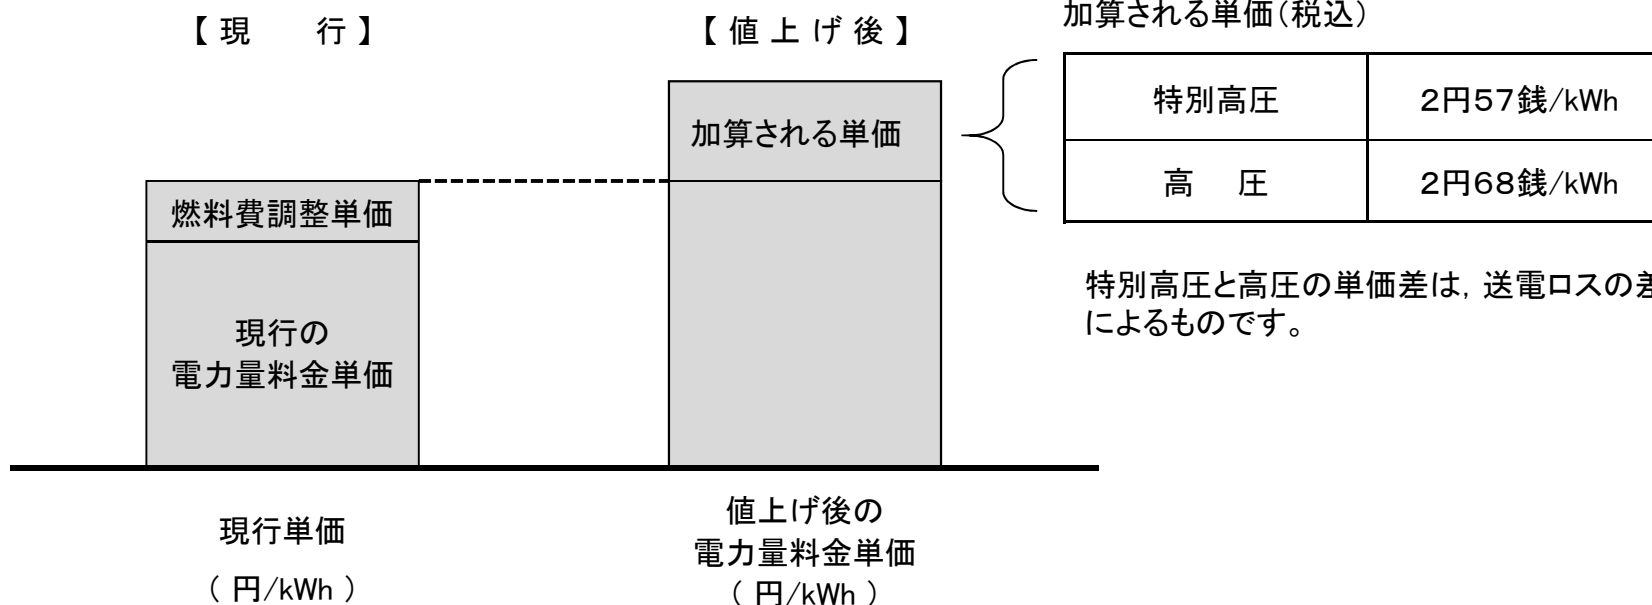 【 現　　行 】
【 値 上 げ 後 】
加算される単価（税込）
特別高圧　2円57銭/kWh
高　圧　2円68銭/kWh
加算される単価
燃料費調整単価
現行の
電力量料金単価
特別高圧と高圧の単価差は，送電ロスの差
によるものです。
現行単価
（ 円/kWh ）
値上げ後の
電力量料金単価
（ 円/kWh ）